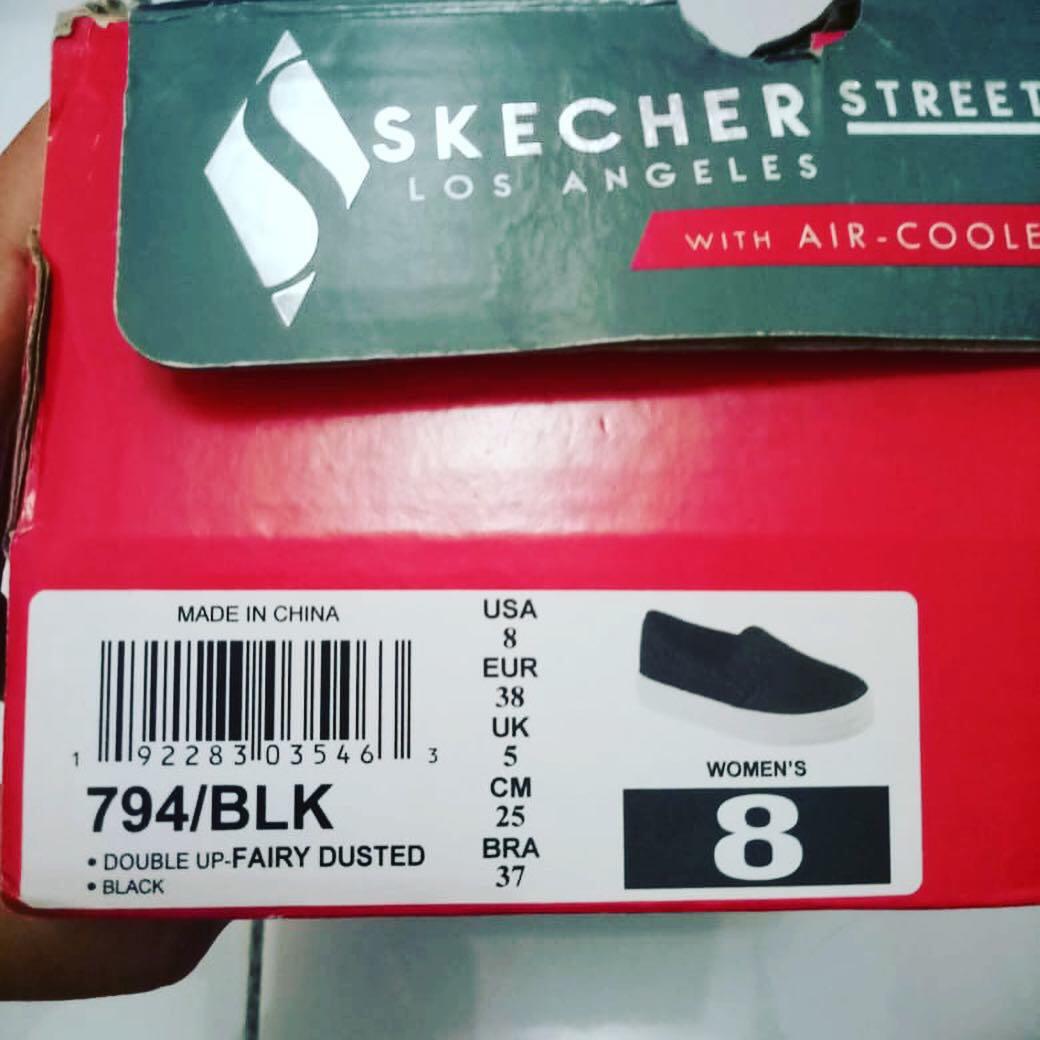 SKECHER STREET
LOS ANGELES
WITH AIR-COOLE
MADE IN CHINA
1 92283 03546 3
794/BLK
• DOUBLE UP-FAIRY DUSTED
• BLACK
USA
8
EUR
38
UK
5
CM
25
BRA
37
WOMEN'S
8